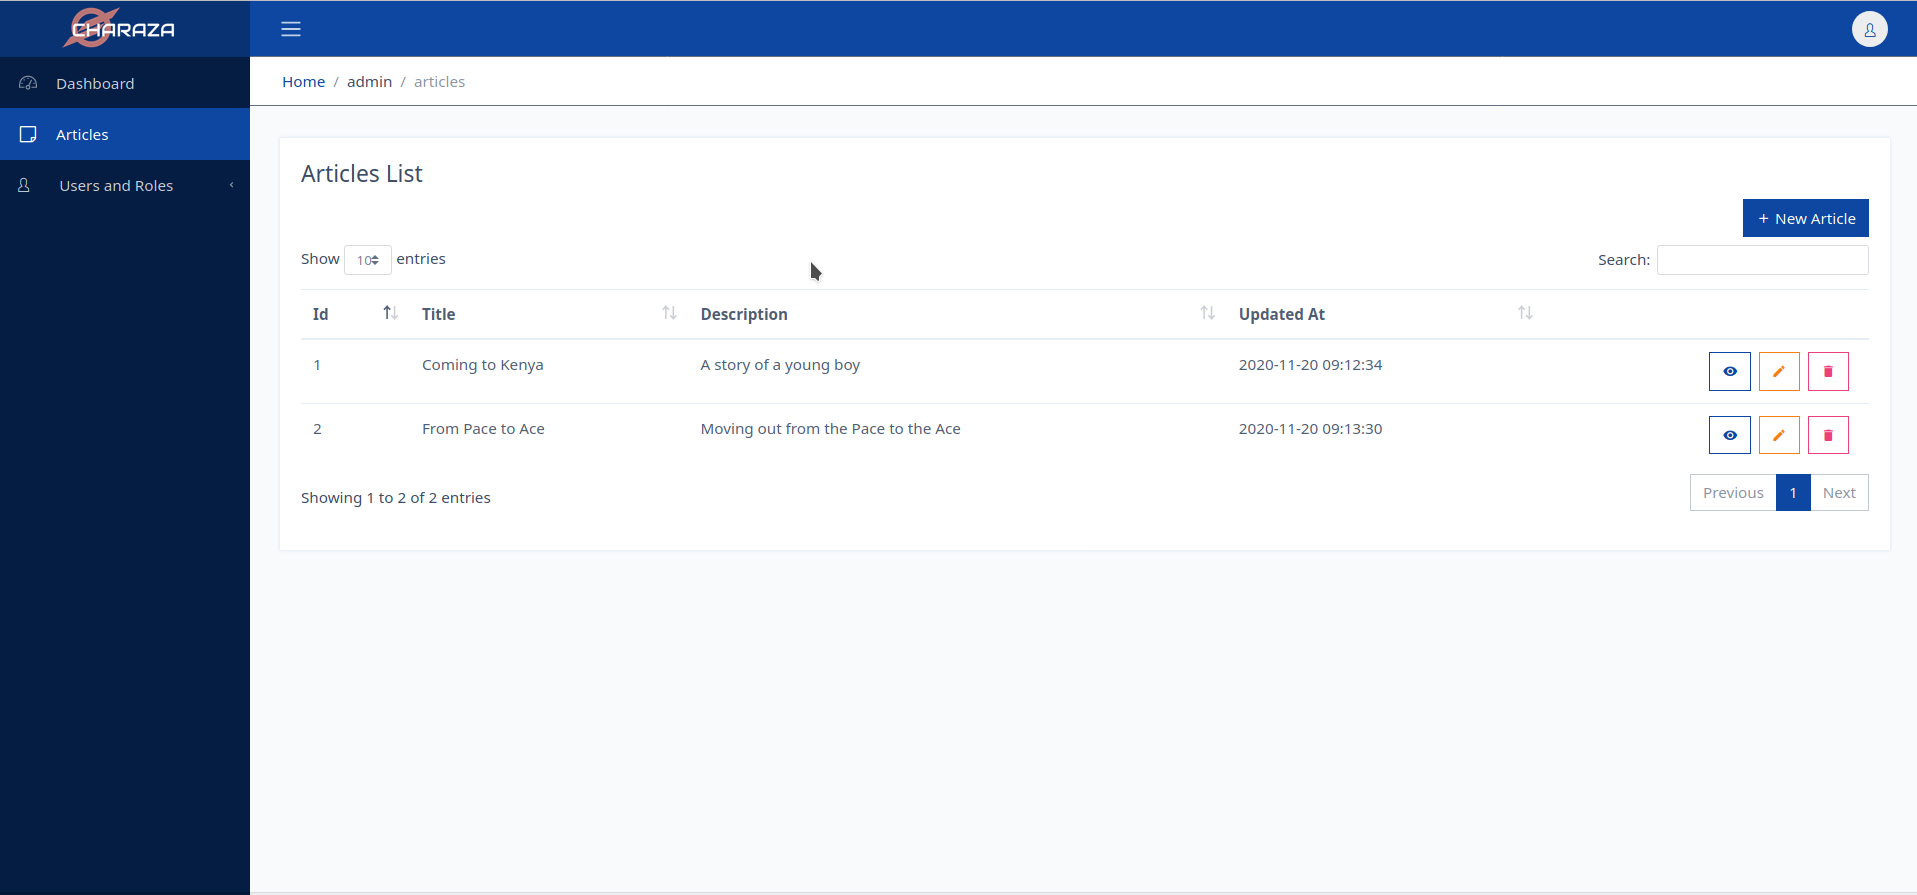 CHARAZA
Dashboard
Articles
Users and Roles
Home / admin / articles
Articles List
+ New Article
Show 10 entries
Search:
Id Title Description Updated At
1 Coming to Kenya A story of a young boy 2020-11-20 09:12:34
2 From Pace to Ace Moving out from the Pace to the Ace 2020-11-20 09:13:30
Showing 1 to 2 of 2 entries
Previous 1 Next